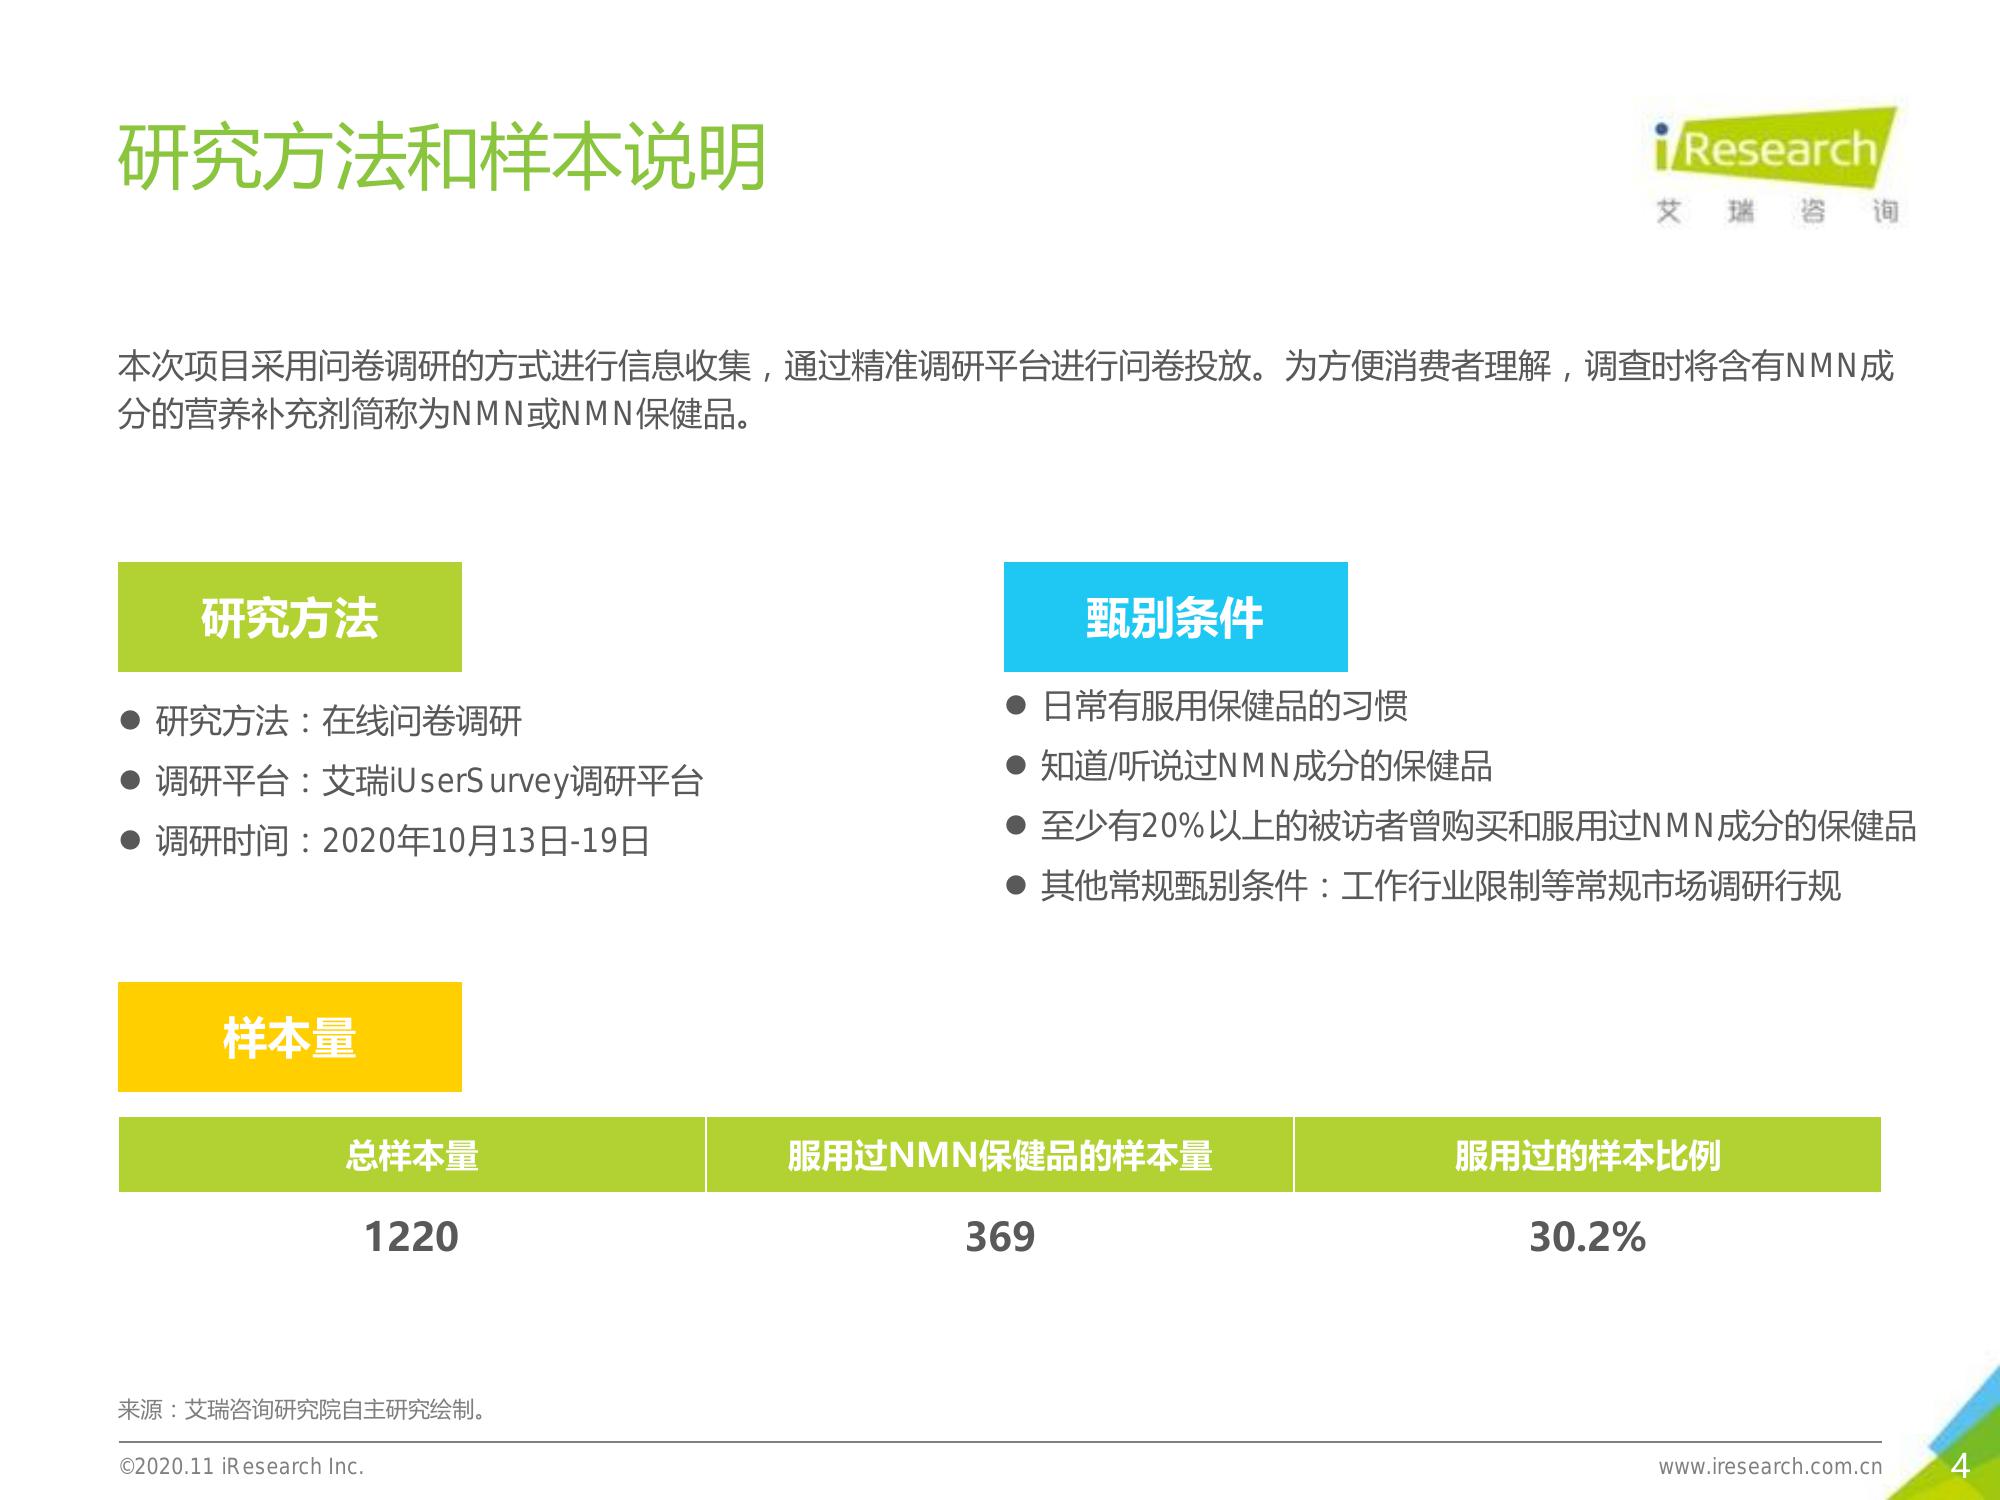 研究方法和样本说明
iResearch
艾瑞咨询
本次项目采用问卷调研的方式进行信息收集，通过精准调研平台进行问卷投放。为方便消费者理解，调查时将含有NMN成
分的营养补充剂简称为NMN或NMN保健品。
研究方法
● 研究方法：在线问卷调研
● 调研平台：艾瑞iUserSurvey调研平台
● 调研时间：2020年10月13日-19日
甄别条件
● 日常有服用保健品的习惯
● 知道/听说过NMN成分的保健品
● 至少有20%以上的被访者曾购买和服用过NMN成分的保健品
● 其他常规甄别条件：工作行业限制等常规市场调研行规
样本量
总样本量 服用过NMN保健品的样本量 服用过的样本比例
1220 369 30.2%
来源：艾瑞咨询研究院自主研究绘制。
©2020.11 iResearch Inc. www.iresearch.com.cn 4